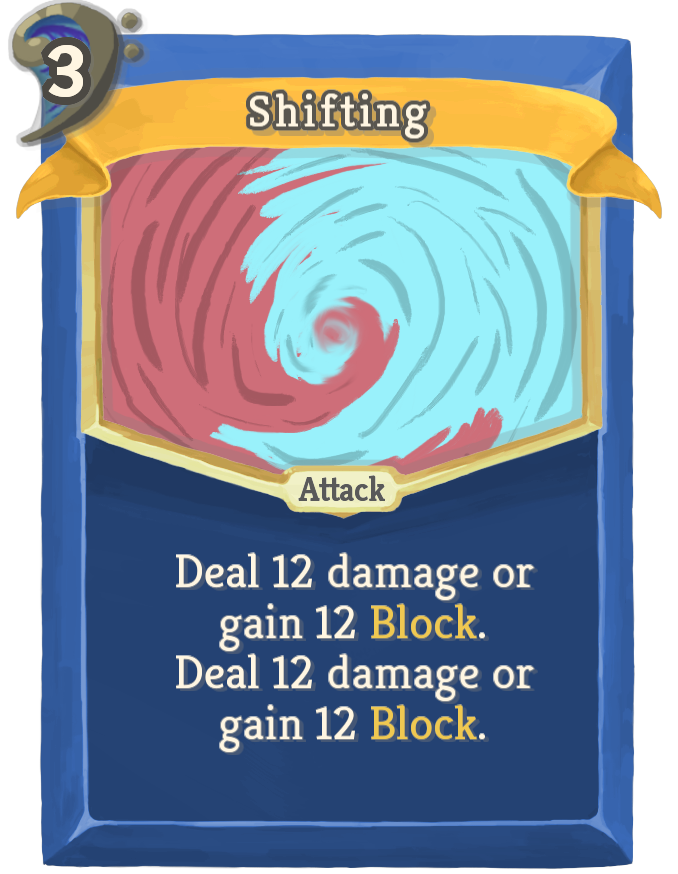 3
Shifting
Attack
Deal 12 damage or
gain 12 Block.
Deal 12 damage or
gain 12 Block.